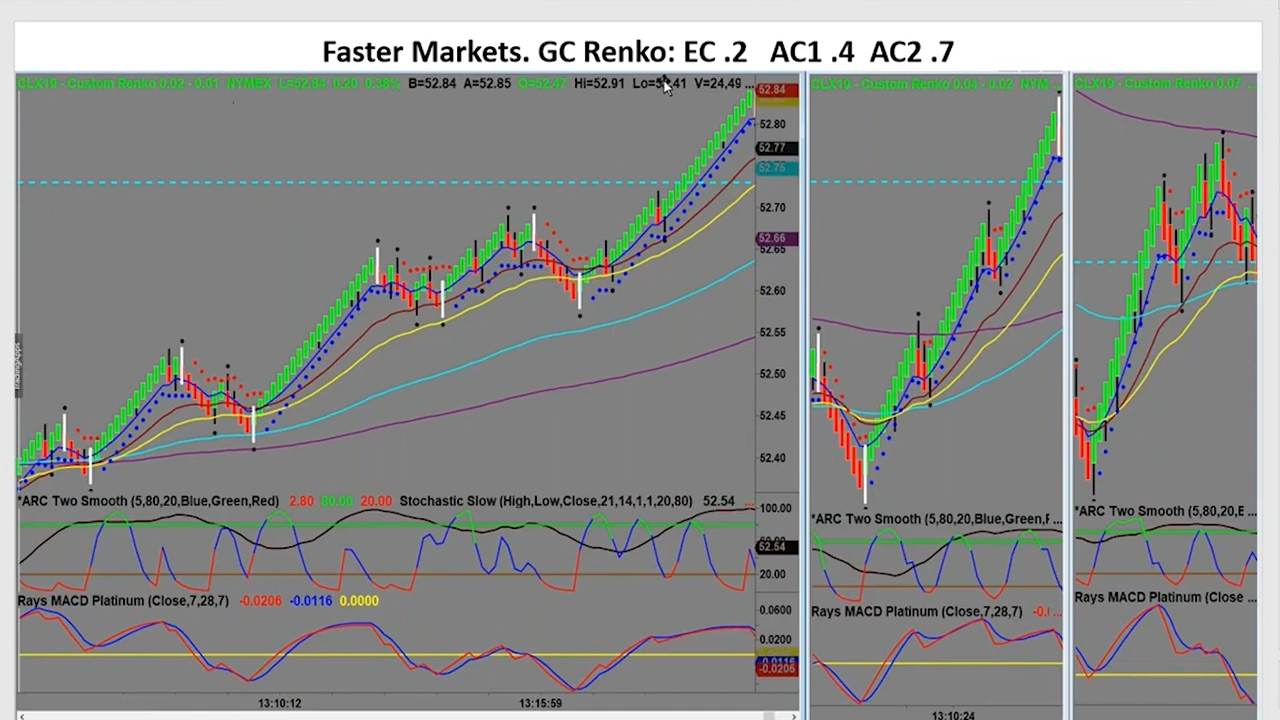 Faster Markets. GC Renko: EC .2 AC1 .4 AC2 .7
CLX19 - Custom Renko 0.02 - 0.01 NYMEX L=52.84 0.20 0.38% B=52.84 A=52.85 Hi=52.91 V=24,49 ...
CLX19 - Custom Renko 0.04 - 0.02 NYM...
CLX19 - Custom Renko 0.07 ...
52.84
52.80
52.77
52.75
52.70
52.66
52.65
52.60
52.55
52.50
52.45
52.40
TradingApps
*ARC Two Smooth (5,80,20,Blue,Green,Red) 2.80 80.00 20.00 Stochastic Slow (High,Low,Close,21,14,1,1,20,80) 52.54 ...
100.00
52.54
20.00
Rays MACD Platinum (Close,7,28,7) -0.0206 -0.0116 0.0000
0.0600
0.0200
-0.0116
-0.0206
13:10:12 13:15:59
*ARC Two Smooth (5,80,20,Blue,Green,F ...
Rays MACD Platinum (Close,7,28,7) -0.( ...
13:10:24
*ARC Two Smooth (5,80,20,E ...
Rays MACD Platinum (Close ...